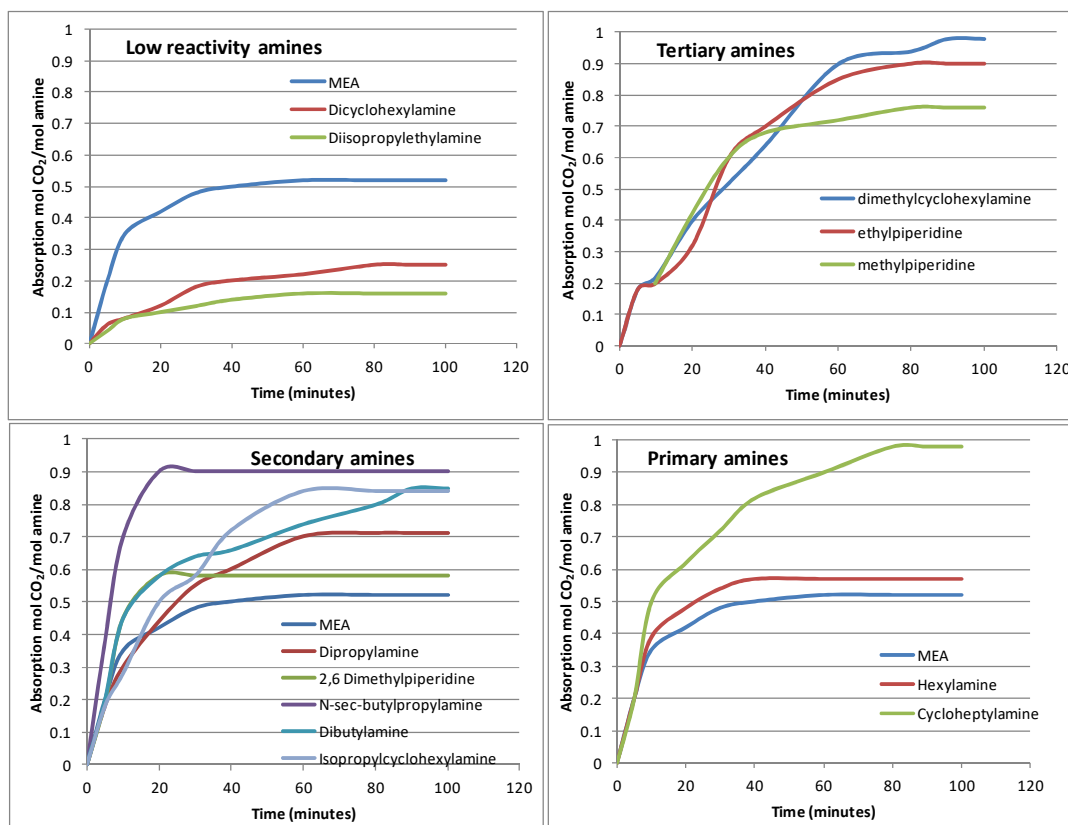 Low reactivity amines
Absorption mol CO₂/mol amine
1
0.9
0.8
0.7
0.6
0.5
0.4
0.3
0.2
0.1
0
MEA
Dicyclohexylamine
Diisopropylethylamine
0 20 40 60 80 100 120
Time (minutes)
Tertiary amines
Absorption mol CO₂/mol amine
1
0.9
0.8
0.7
0.6
0.5
0.4
0.3
0.2
0.1
0
dimethylcyclohexylamine
ethylpiperidine
methylpiperidine
0 20 40 60 80 100 120
Time (minutes)
Secondary amines
Absorption mol CO₂/mol amine
1
0.9
0.8
0.7
0.6
0.5
0.4
0.3
0.2
0.1
0
MEA
Dipropylamine
2,6 Dimethylpiperidine
N-sec-butylpropylamine
Dibutylamine
Isopropylcyclohexylamine
0 20 40 60 80 100 120
Time (minutes)
Primary amines
Absorption mol CO₂/mol amine
1
0.9
0.8
0.7
0.6
0.5
0.4
0.3
0.2
0.1
0
MEA
Hexylamine
Cycloheptylamine
0 20 40 60 80 100 120
Time (minutes)